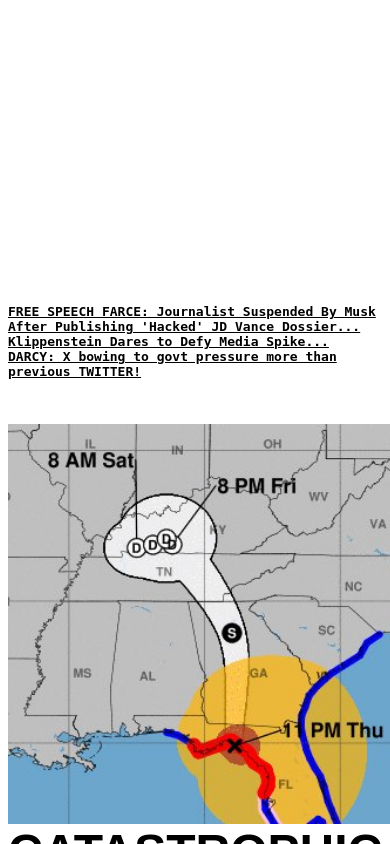 FREE SPEECH FARCE: Journalist Suspended By Musk
After Publishing 'Hacked' JD Vance Dossier...
Klippenstein Dares to Defy Media Spike...
DARCY: X bowing to govt pressure more than
previous TWITTER!
IL
IN
OH
8 AM Sat
8 PM Fri
WV
KY
VA
D D D D
TN
NC
S
SC
MS
AL
GA
11 PM Thu
FL
CATASTROPHIC